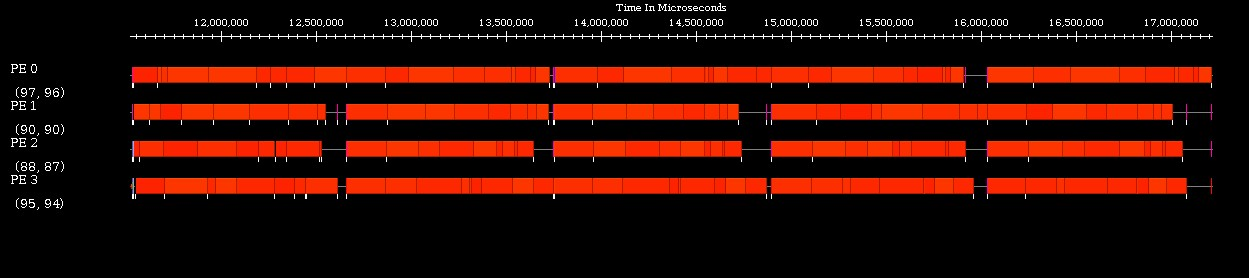 Time In Microseconds
12,000,000 12,500,000 13,000,000 13,500,000 14,000,000 14,500,000 15,000,000 15,500,000 16,000,000 16,500,000 17,000,000
PE 0
(97, 96)
PE 1
(90, 90)
PE 2
(88, 87)
PE 3
(95, 94)